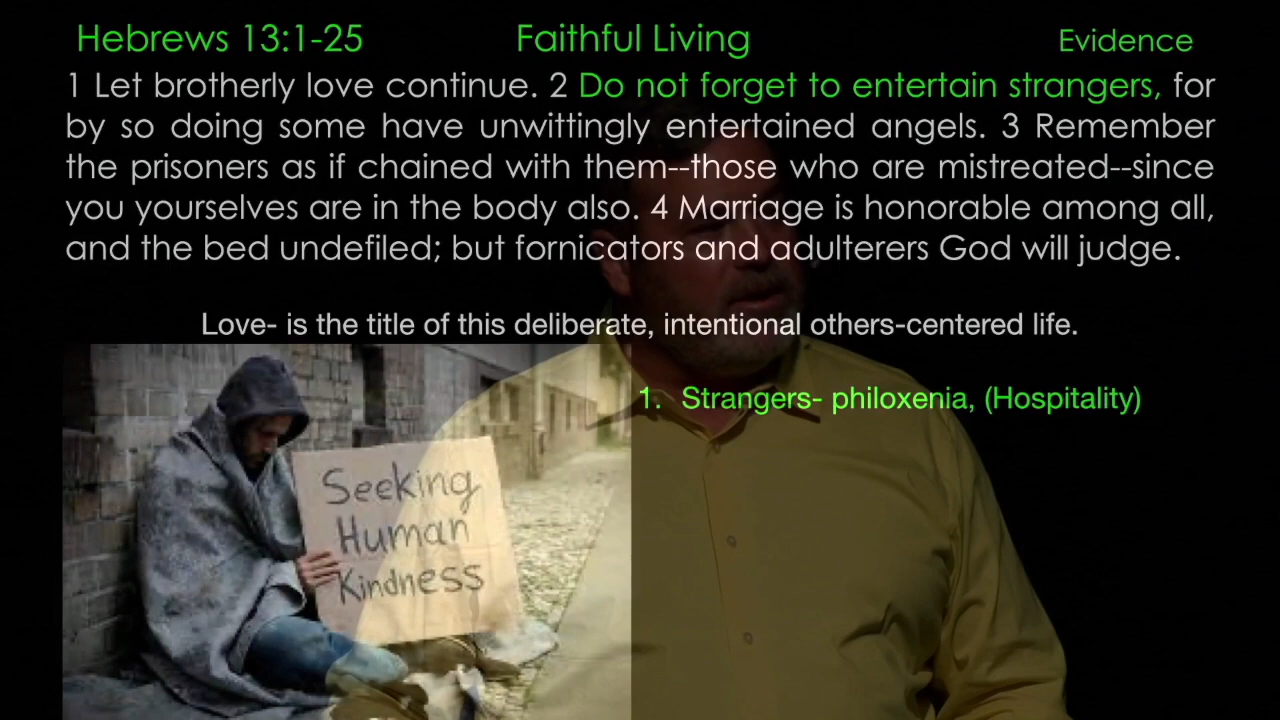 Hebrews 13:1-25 Faithful Living Evidence
1 Let brotherly love continue. 2 Do not forget to entertain strangers, for
by so doing some have unwittingly entertained angels. 3 Remember
the prisoners as if chained with them--those who are mistreated--since
you yourselves are in the body also. 4 Marriage is honorable among all,
and the bed undefiled; but fornicators and adulterers God will judge.
Love- is the title of this deliberate, intentional others-centered life.
1. Strangers- philoxenia, (Hospitality)
Seeking
Human
Kindness